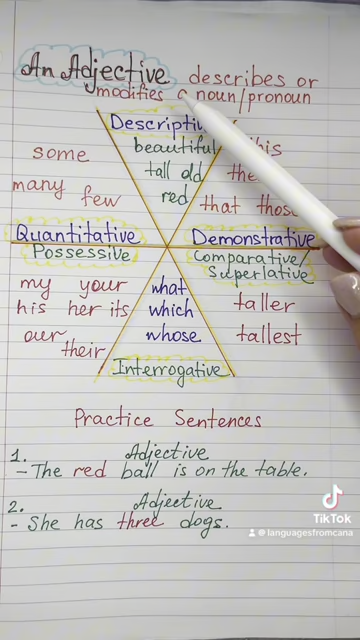 An Adjective describes or
modifies a noun/pronoun
Descriptive
beautiful
tall old
red
some
many few
Quantitative
this
that those
Demonstrative
Possessive
my your
his her its
our
their
what
which
whose
Interrogative
Comparative/
Superlative
taller
tallest
Practice Sentences
1. Adjective
- The red ball is on the table.
2. Adjective
- She has three dogs.
TikTok
@languagesfromcana